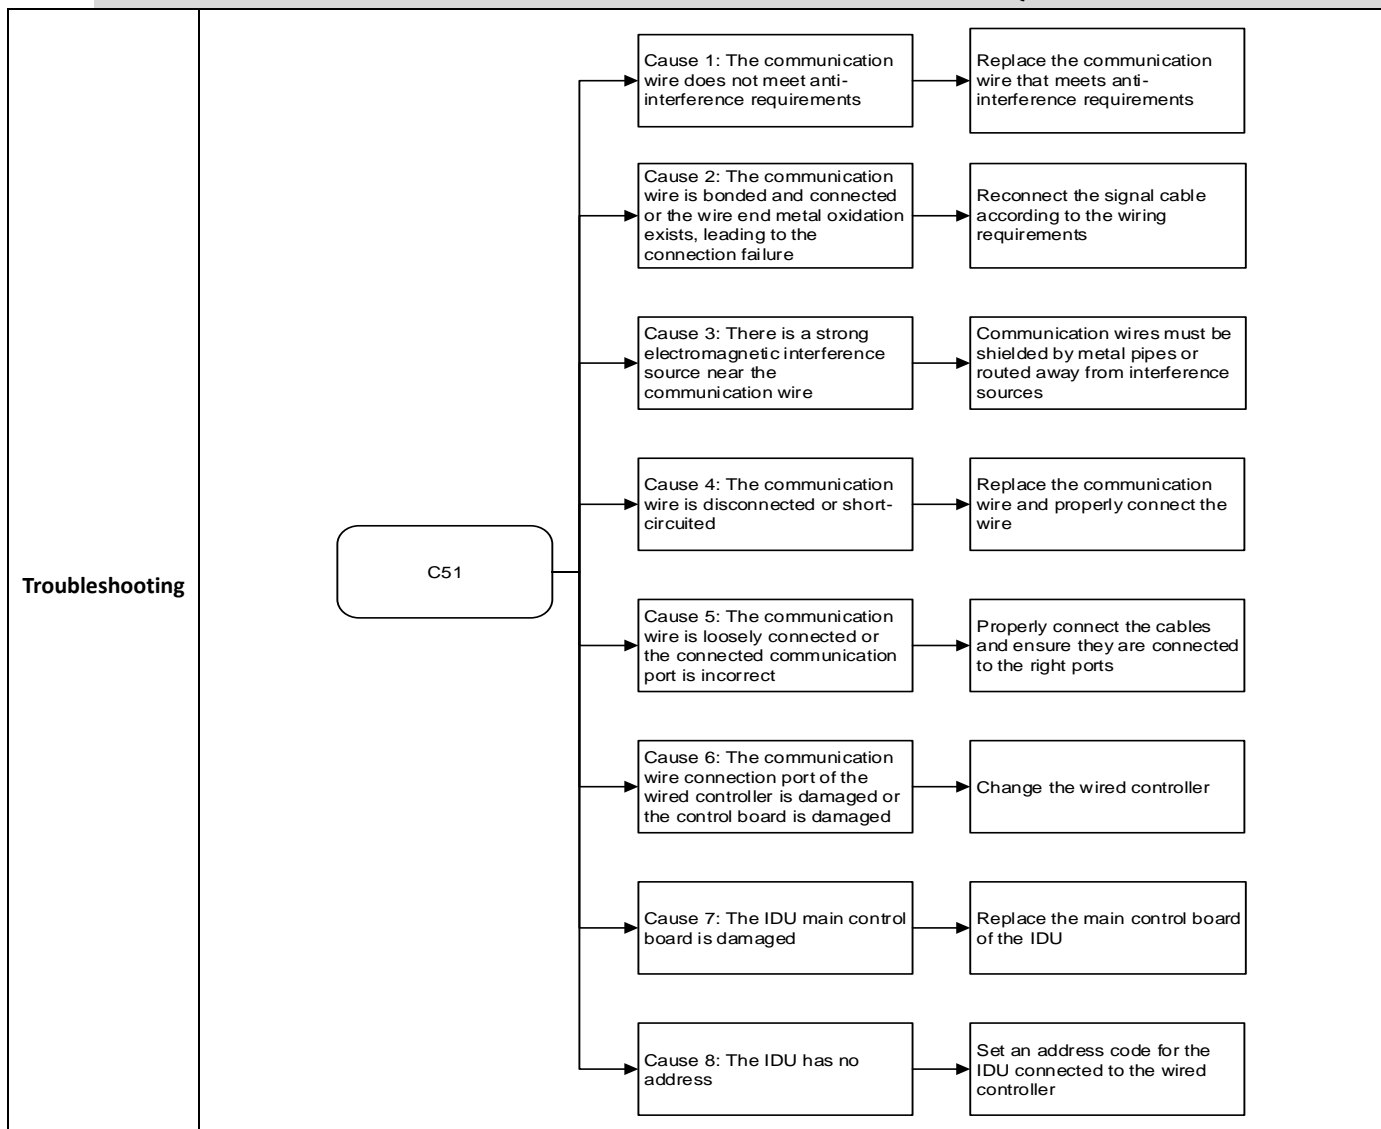 Troubleshooting
C51
Cause 1: The communication
wire does not meet anti-
interference requirements
Replace the communication
wire that meets anti-
interference requirements
Cause 2: The communication
wire is bonded and connected
or the wire end metal oxidation
exists, leading to the
connection failure
Reconnect the signal cable
according to the wiring
requirements
Cause 3: There is a strong
electromagnetic interference
source near the
communication wire
Communication wires must be
shielded by metal pipes or
routed away from interference
sources
Cause 4: The communication
wire is disconnected or short-
circuited
Replace the communication
wire and properly connect the
wire
Cause 5: The communication
wire is loosely connected or
the connected communication
port is incorrect
Properly connect the cables
and ensure they are connected
to the right ports
Cause 6: The communication
wire connection port of the
wired controller is damaged or
the control board is damaged
Change the wired controller
Cause 7: The IDU main control
board is damaged
Replace the main control board
of the IDU
Cause 8: The IDU has no
address
Set an address code for the
IDU connected to the wired
controller